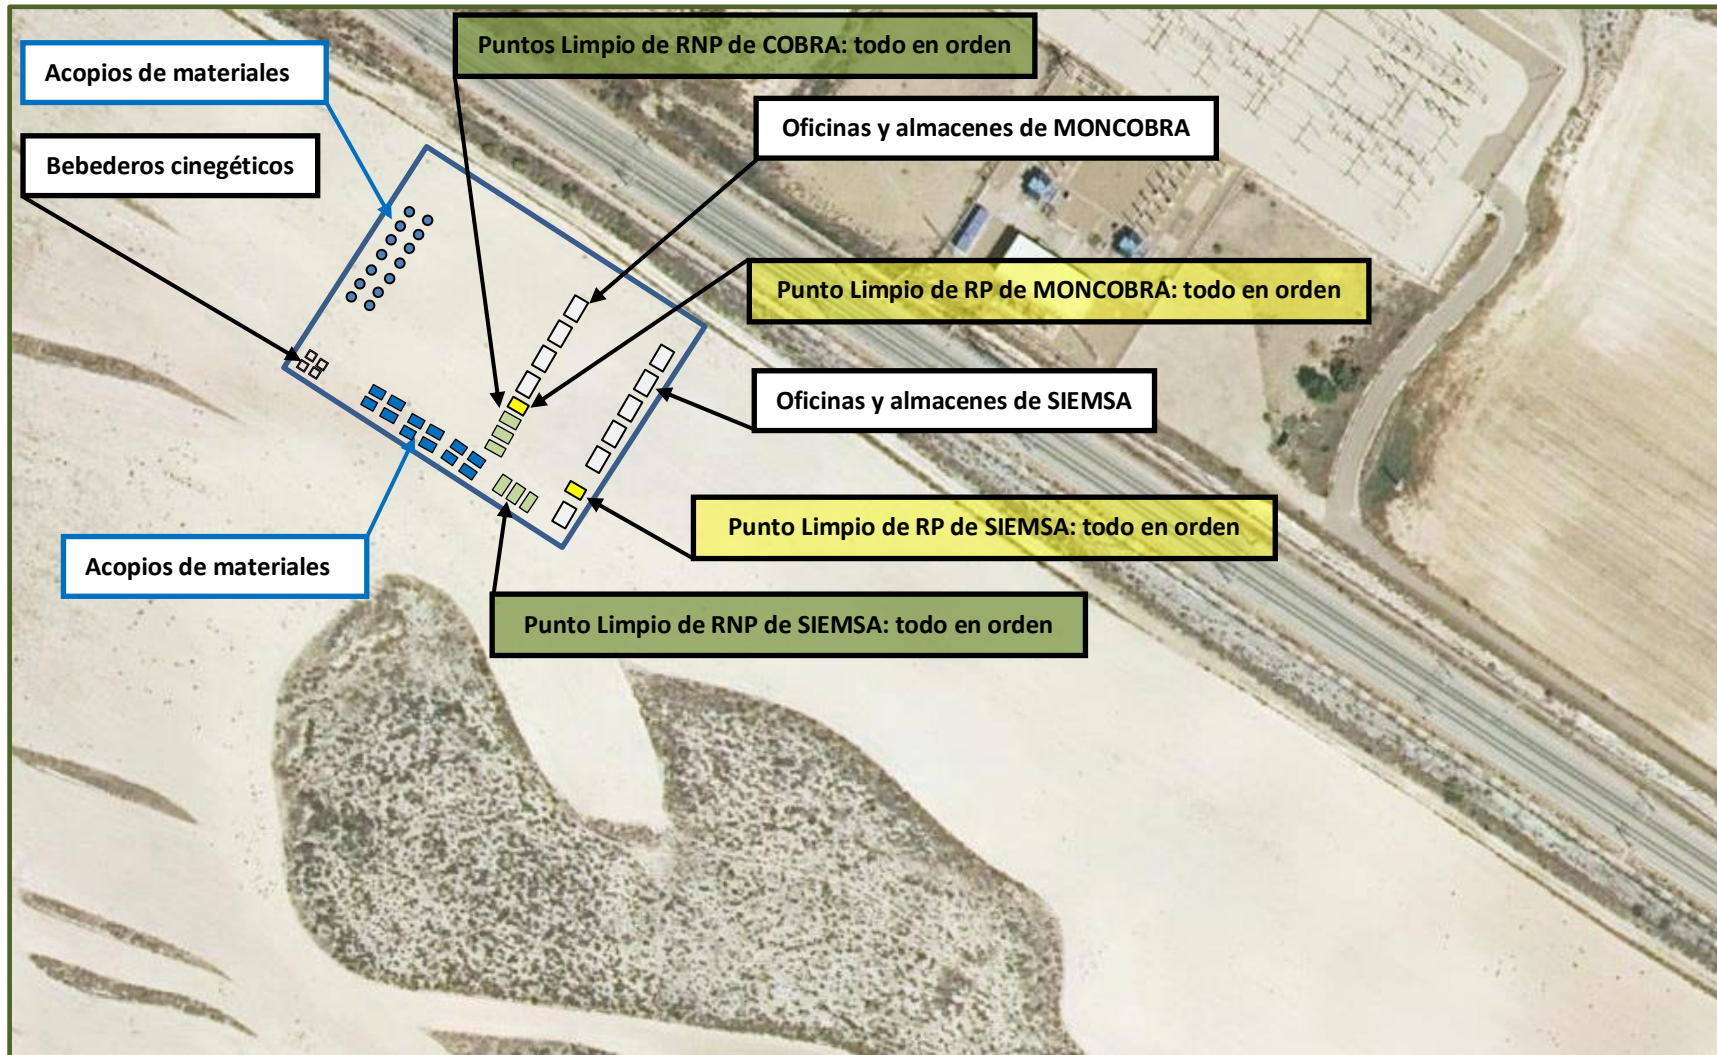 Puntos Limpio de RNP de COBRA: todo en orden
Acopios de materiales
Oficinas y almacenes de MONCOBRA
Bebederos cinegéticos
Punto Limpio de RP de MONCOBRA: todo en orden
Oficinas y almacenes de SIEMSA
Punto Limpio de RP de SIEMSA: todo en orden
Acopios de materiales
Punto Limpio de RNP de SIEMSA: todo en orden